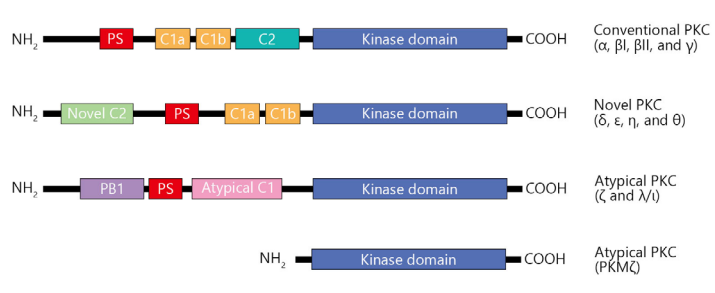 NH2 PS C1a C1b C2 Kinase domain COOH Conventional PKC
(α, βI, βII, and γ)
NH2 Novel C2 PS C1a C1b Kinase domain COOH Novel PKC
(δ, ε, η, and θ)
NH2 PB1 PS Atypical C1 Kinase domain COOH Atypical PKC
(ζ and λ/ι)
NH2 Kinase domain COOH Atypical PKC
(PKMζ)